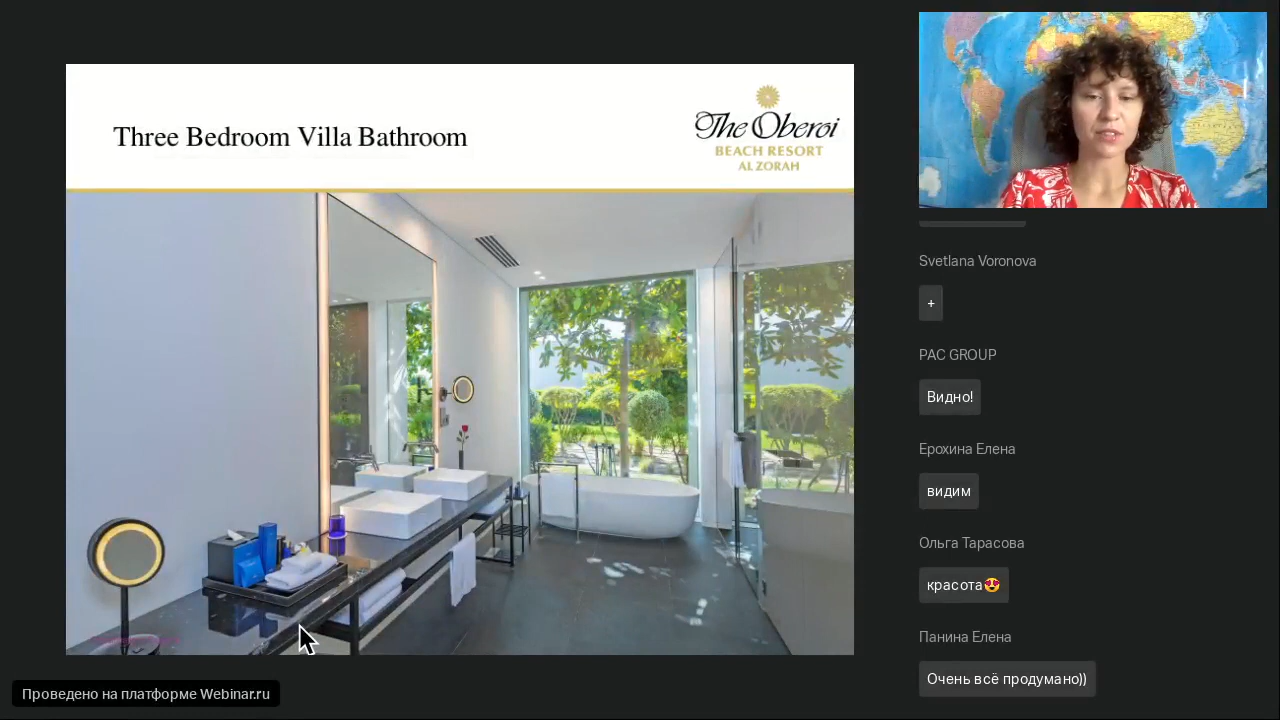 Three Bedroom Villa Bathroom
The Oberoi
BEACH RESORT
AL ZORAH
Svetlana Voronova
+
PAC GROUP
Видно!
Ерохина Елена
видим
Ольга Тарасова
красота😍
Панина Елена
Очень всё продумано))
Проведено на платформе Webinar.ru